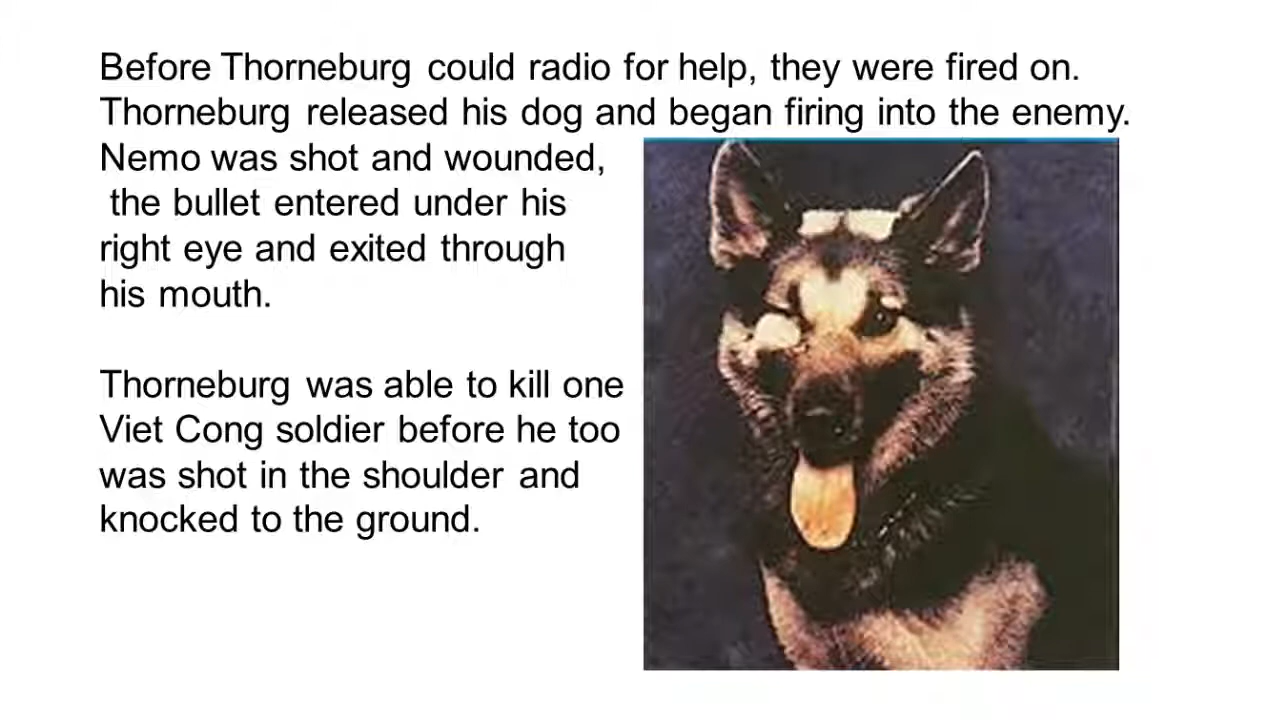 Before Thorneburg could radio for help, they were fired on.
Thorneburg released his dog and began firing into the enemy.
Nemo was shot and wounded,
the bullet entered under his
right eye and exited through
his mouth.
Thorneburg was able to kill one
Viet Cong soldier before he too
was shot in the shoulder and
knocked to the ground.